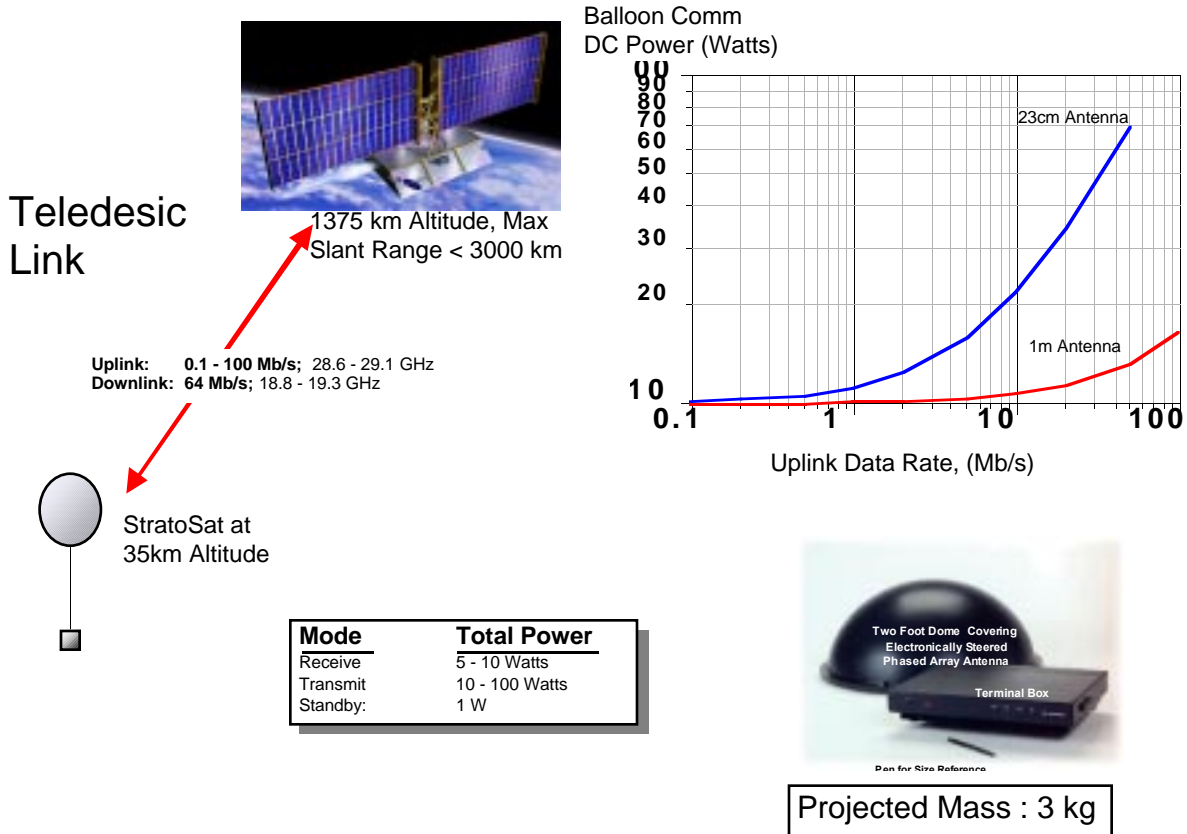 Balloon Comm
DC Power (Watts)
00
90
80
70
60
50
40
30
20
10
0.1 1 10 100
23cm Antenna
1m Antenna
Uplink Data Rate, (Mb/s)
Teledesic
Link
1375 km Altitude, Max
Slant Range < 3000 km
Uplink: 0.1 - 100 Mb/s; 28.6 - 29.1 GHz
Downlink: 64 Mb/s; 18.8 - 19.3 GHz
StratoSat at
35km Altitude
Mode Total Power
Receive 5 - 10 Watts
Transmit 10 - 100 Watts
Standby: 1 W
Two Foot Dome Covering
Electronically Steered
Phased Array Antenna
Terminal Box
Pen for Size Reference
Projected Mass : 3 kg